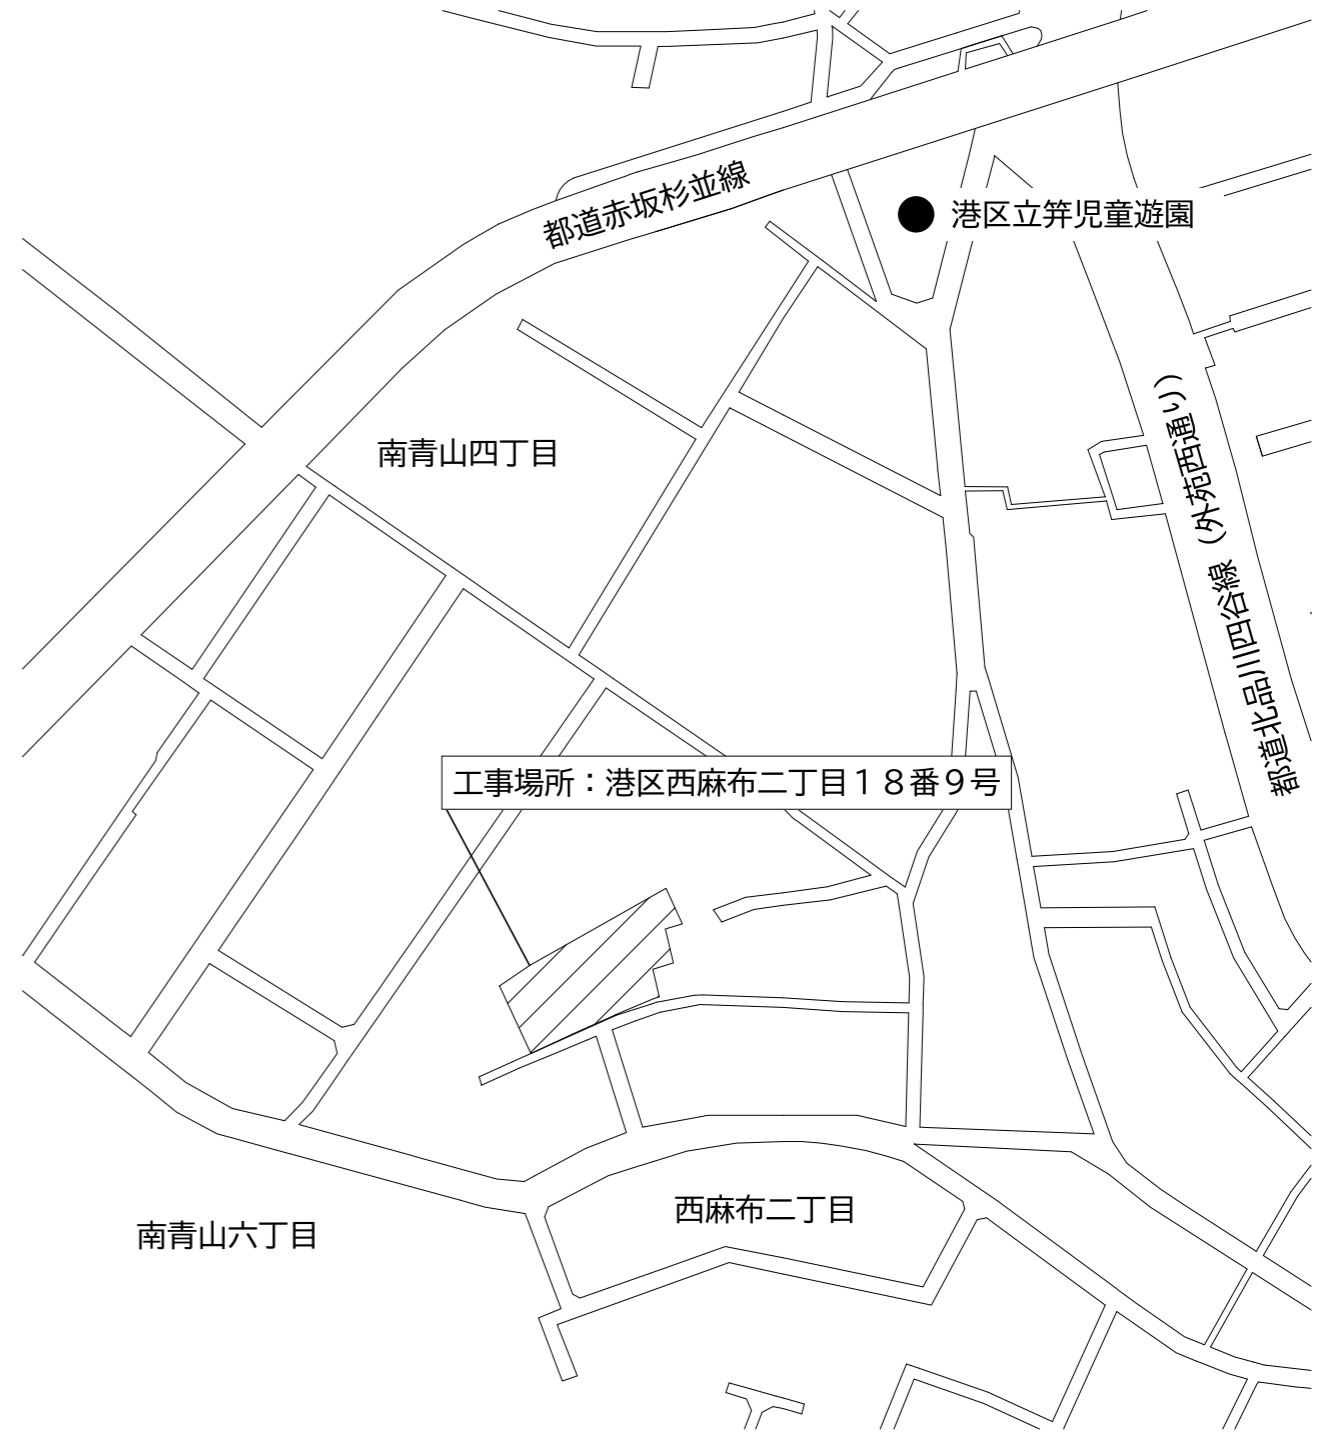 都道赤坂杉並線
港区立笄児童遊園
南青山四丁目
都道北品川四谷線（外苑西通り）
工事場所：港区西麻布二丁目１８番９号
西麻布二丁目
南青山六丁目